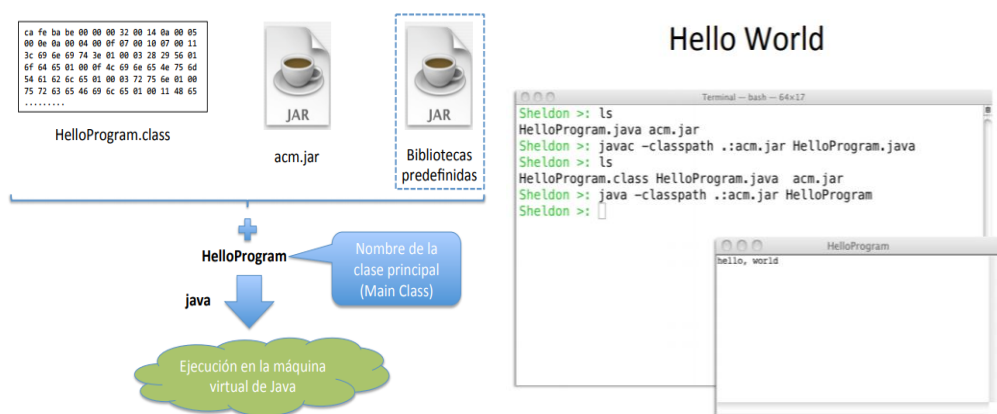 ca fe ba be 00 00 00 32 00 14 0a 00 05
00 0e 0a 00 04 00 0f 07 00 10 07 00 11
3c 69 6e 69 74 3e 01 00 03 28 29 56 01
6f 64 65 01 00 0f 4c 69 6e 65 4e 75 6d
54 61 62 6c 65 01 00 03 72 75 6e 01 00
75 72 63 65 46 69 6c 65 01 00 11 48 65
.........
HelloProgram.class
JAR
acm.jar
JAR
Bibliotecas
predefinidas
HelloProgram
Nombre de la
clase principal
(Main Class)
java
Ejecución en la máquina
virtual de Java
Hello World
Terminal — bash — 64×17
Sheldon >: ls
HelloProgram.java acm.jar
Sheldon >: javac -classpath .:acm.jar HelloProgram.java
Sheldon >: ls
HelloProgram.class HelloProgram.java  acm.jar
Sheldon >: java -classpath .:acm.jar HelloProgram
Sheldon >:
HelloProgram
hello, world